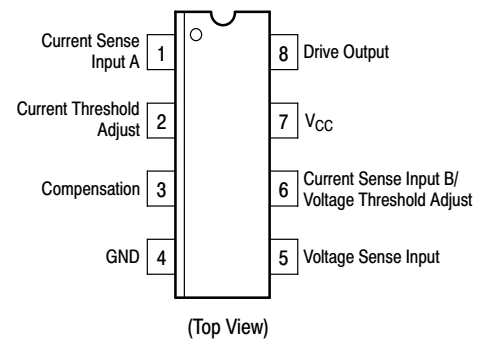 Current Sense
Input A
1
8
Drive Output
Current Threshold
Adjust
2
7
VCC
Compensation
3
6
Current Sense Input B/
Voltage Threshold Adjust
GND
4
5
Voltage Sense Input
(Top View)